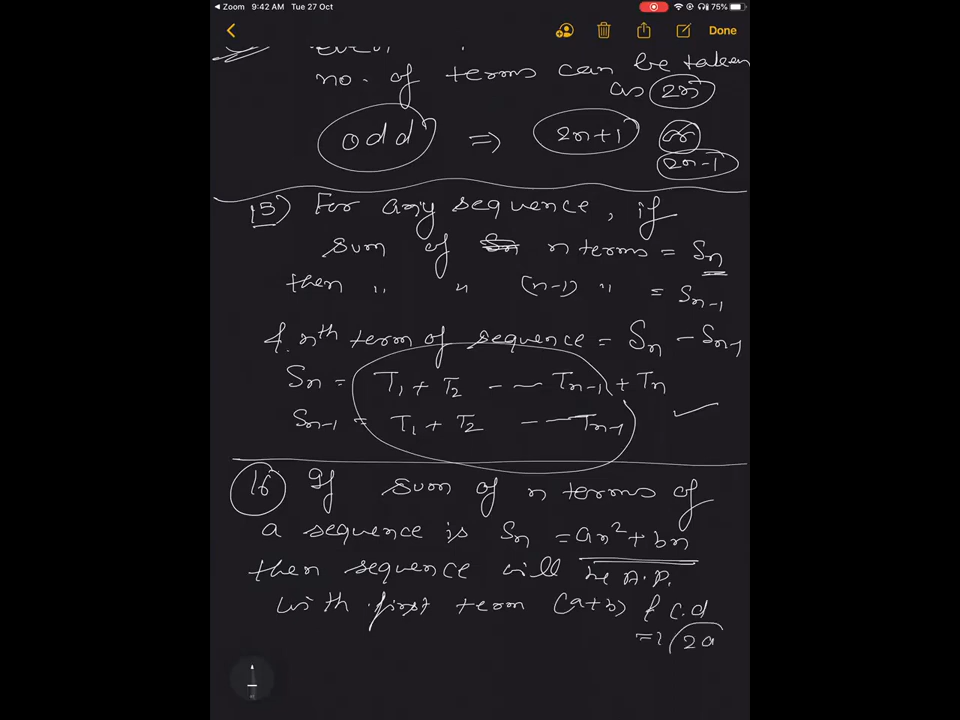 Zoom 9:42 AM Tue 27 Oct 75%
Done
no. of terms can be taken
as 2n
odd ⇒ 2n+1 or
2n-1
15) For any sequence, if
sum of n terms = Sn
then " " (n-1) " = Sn-1
& nth term of sequence = Sn - Sn-1
Sn = T1 + T2 - - - Tn-1 + Tn
Sn-1 = T1 + T2 - - - Tn-1
16 If sum of n terms of
a sequence is Sn = an²+bn
then sequence will be A.P.
with first term (a+b) & c.d
= 2a